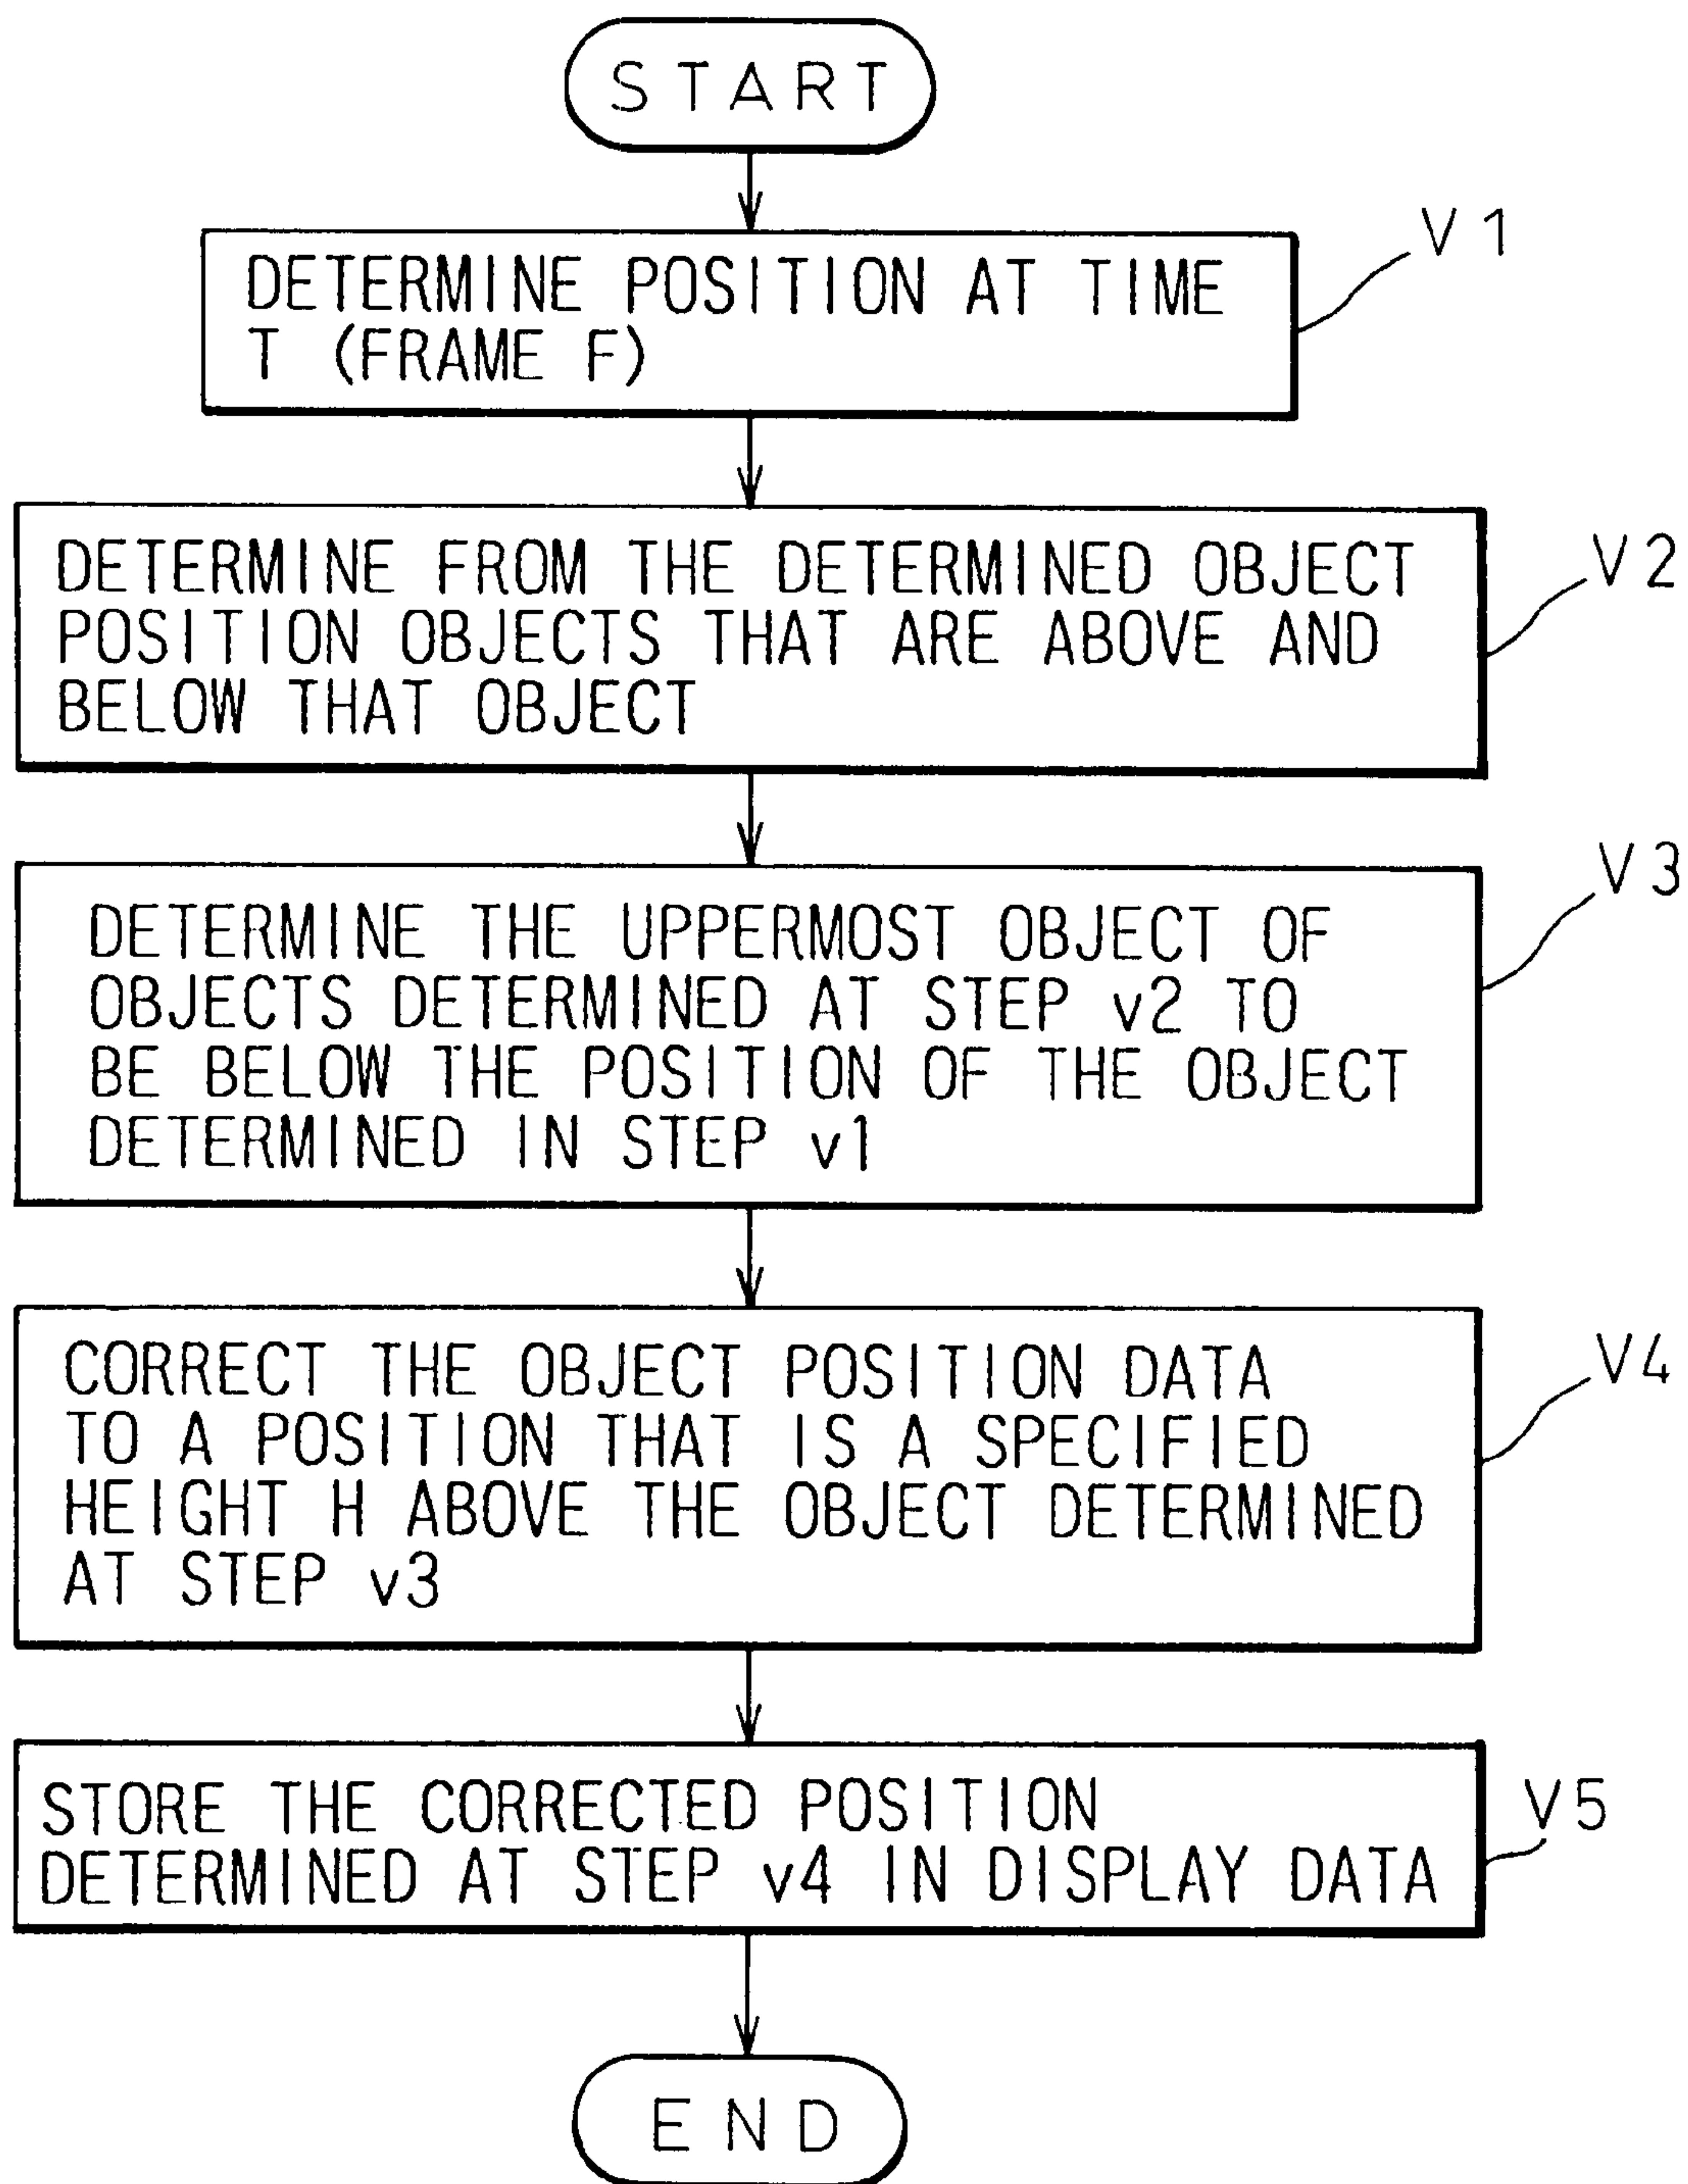 START
V1
DETERMINE POSITION AT TIME
T (FRAME F)
V2
DETERMINE FROM THE DETERMINED OBJECT
POSITION OBJECTS THAT ARE ABOVE AND
BELOW THAT OBJECT
V3
DETERMINE THE UPPERMOST OBJECT OF
OBJECTS DETERMINED AT STEP v2 TO
BE BELOW THE POSITION OF THE OBJECT
DETERMINED IN STEP v1
V4
CORRECT THE OBJECT POSITION DATA
TO A POSITION THAT IS A SPECIFIED
HEIGHT H ABOVE THE OBJECT DETERMINED
AT STEP v3
V5
STORE THE CORRECTED POSITION
DETERMINED AT STEP v4 IN DISPLAY DATA
END